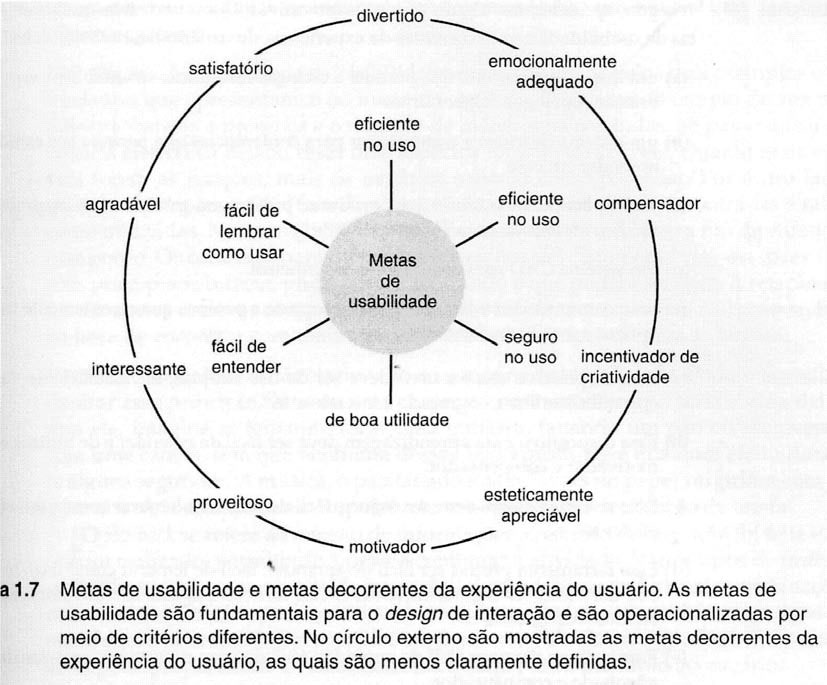 divertido
satisfatório
emocionalmente
adequado
eficiente
no uso
agradável
fácil de
lembrar
como usar
eficiente
no uso
compensador
Metas
de
usabilidade
interessante
fácil de
entender
seguro
no uso
incentivador de
criatividade
de boa utilidade
proveitoso
esteticamente
apreciável
motivador
a 1.7 Metas de usabilidade e metas decorrentes da experiência do usuário. As metas de
usabilidade são fundamentais para o design de interação e são operacionalizadas por
meio de critérios diferentes. No círculo externo são mostradas as metas decorrentes da
experiência do usuário, as quais são menos claramente definidas.